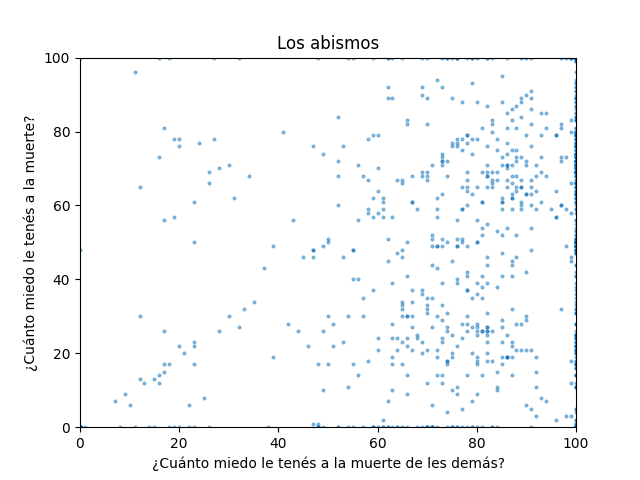 Los abismos
¿Cuánto miedo le tenés a la muerte?
100
80
60
40
20
0
0 20 40 60 80 100
¿Cuánto miedo le tenés a la muerte de les demás?